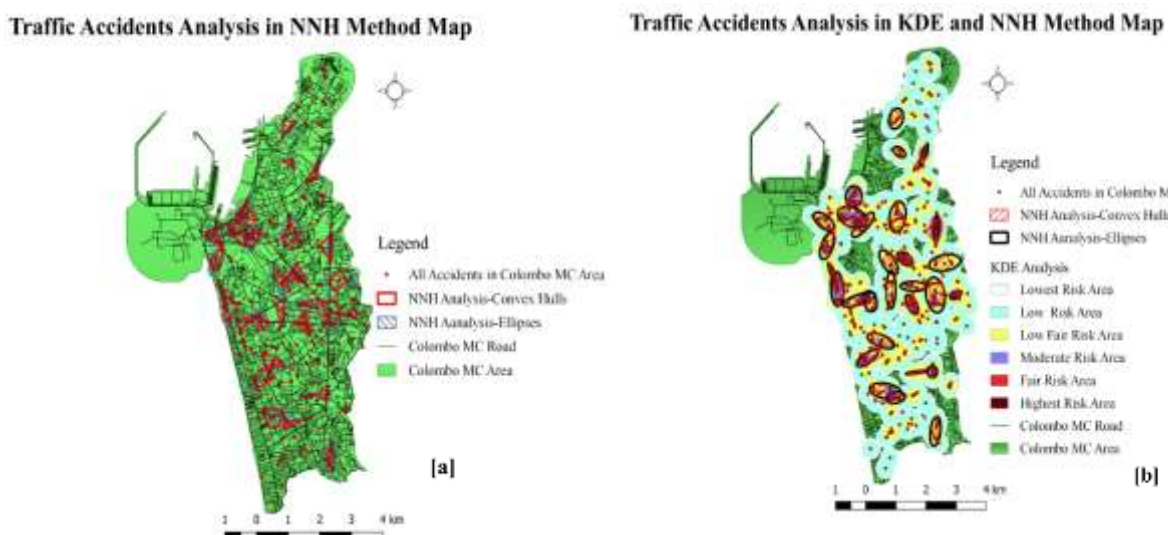 Traffic Accidents Analysis in NNH Method Map
Legend
All Accidents in Colombo MC Area
NNH Analysis-Convex Hulls
NNH Aanalysis-Ellipses
Colombo MC Road
Colombo MC Area
[a]
1 0 1 2 3 4 km
Traffic Accidents Analysis in KDE and NNH Method Map
Legend
All Accidents in Colombo M
NNH Analysis-Convex Hulls
NNH Aanalysis-Ellipses
KDE Analysis
Lowest Risk Area
Low Risk Area
Low Fair Risk Area
Moderate Risk Area
Fair Risk Area
Highest Risk Area
Colombo MC Road
Colombo MC Area
[b]
1 0 1 2 3 4 km